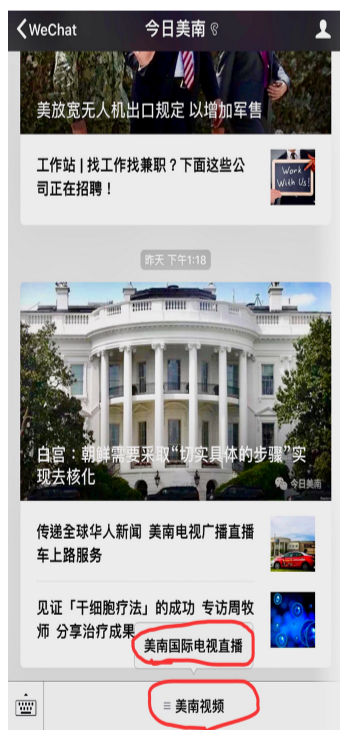 WeChat
今日美南
美放宽无人机出口规定 以增加军售
工作站 | 找工作找兼职？下面这些公
司正在招聘！
Work
With Us!
昨天 下午1:18
白宫：朝鲜需要采取“切实具体的步骤”实
现去核化
今日美南
传递全球华人新闻 美南电视广播直播
车上路服务
见证「干细胞疗法」的成功 专访周牧
师 分享治疗成果
美南国际电视直播
美南视频